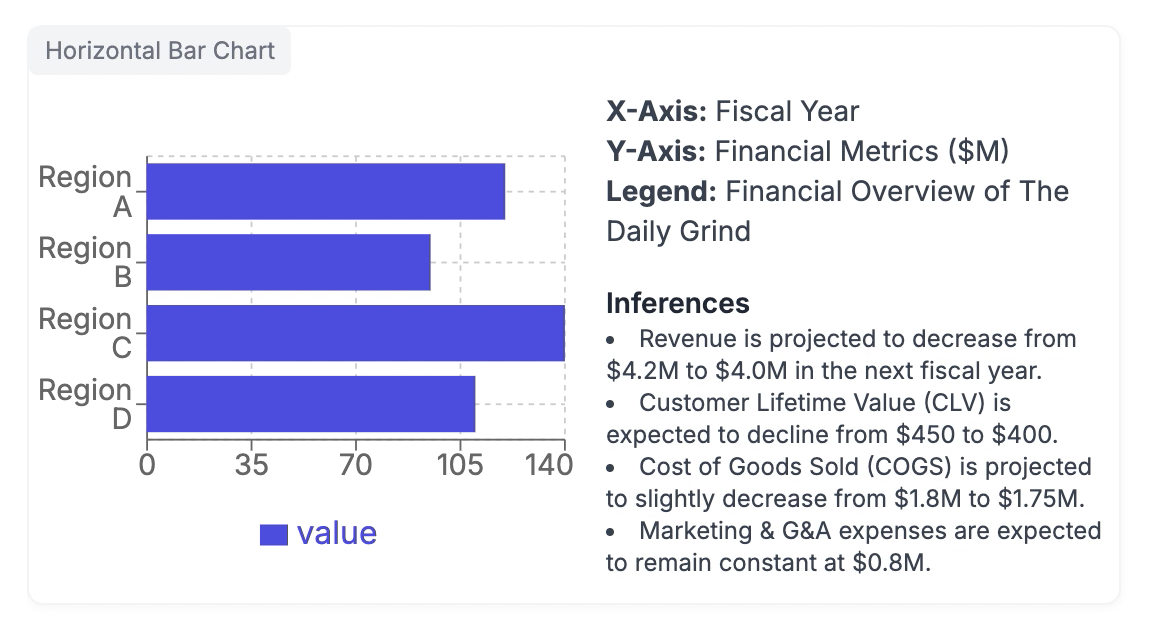 Horizontal Bar Chart
Region
A
Region
B
Region
C
Region
D
0 35 70 105 140
value
X-Axis: Fiscal Year
Y-Axis: Financial Metrics ($M)
Legend: Financial Overview of The
Daily Grind
Inferences
• Revenue is projected to decrease from
$4.2M to $4.0M in the next fiscal year.
• Customer Lifetime Value (CLV) is
expected to decline from $450 to $400.
• Cost of Goods Sold (COGS) is projected
to slightly decrease from $1.8M to $1.75M.
• Marketing & G&A expenses are expected
to remain constant at $0.8M.